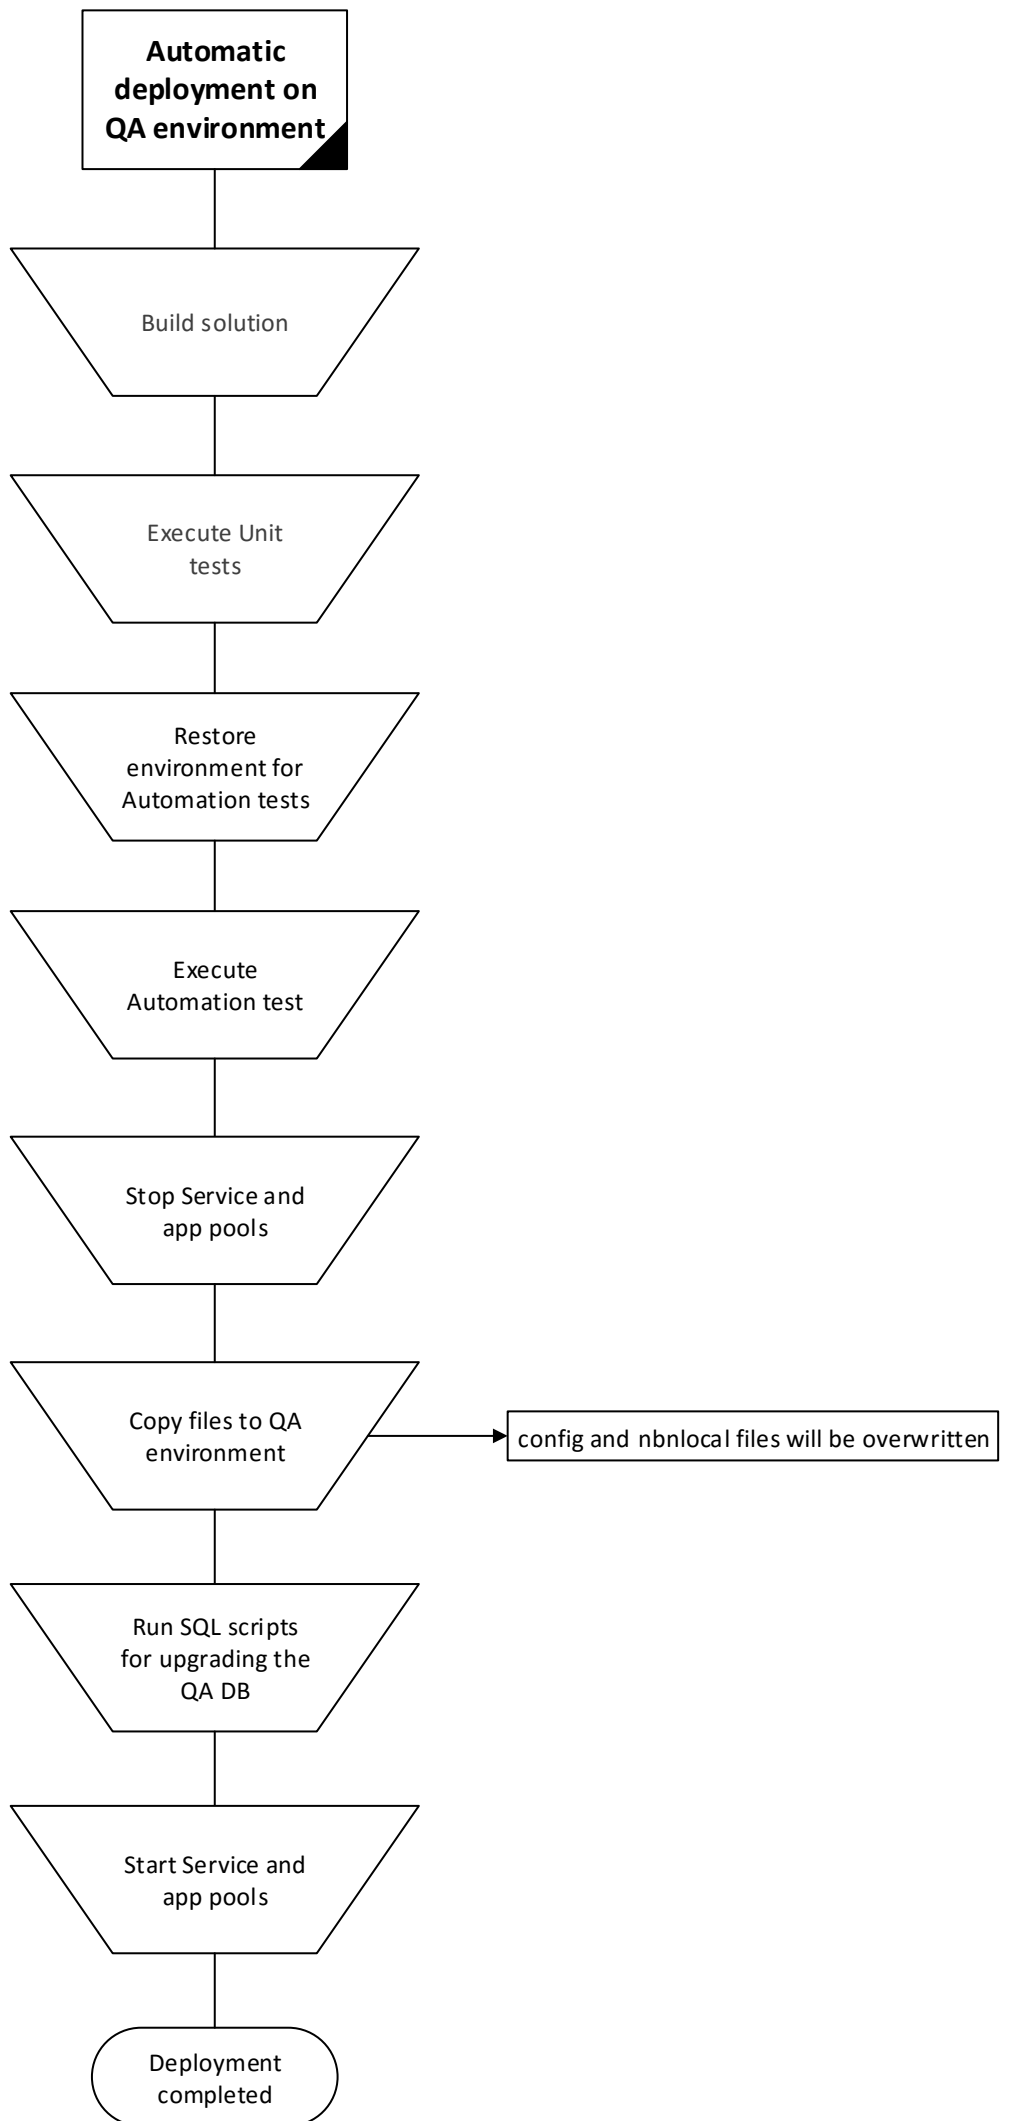 Automatic
deployment on
QA environment
Build solution
Execute Unit
tests
Restore
environment for
Automation tests
Execute
Automation test
Stop Service and
app pools
Copy files to QA
environment
config and nbnlocal files will be overwritten
Run SQL scripts
for upgrading the
QA DB
Start Service and
app pools
Deployment
completed